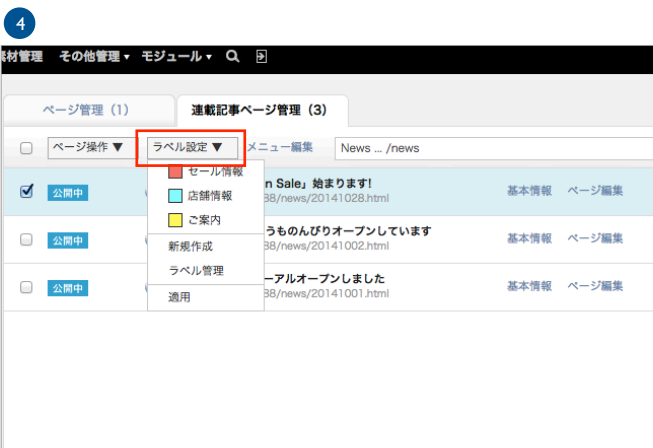 4
素材管理 その他管理▼ モジュール▼
ページ管理 (1) 連載記事ページ管理 (3)
ページ操作 ▼ ラベル設定 ▼ メニュー編集 News ... /news
セール情報
店舗情報
ご案内
新規作成
ラベル管理
適用
公開中 n Sale」始まります! 基本情報 ページ編集
38/news/20141028.html
公開中 うものんびりオープンしています 基本情報 ページ編集
38/news/20141002.html
公開中 ーアルオープンしました 基本情報 ページ編集
38/news/20141001.html